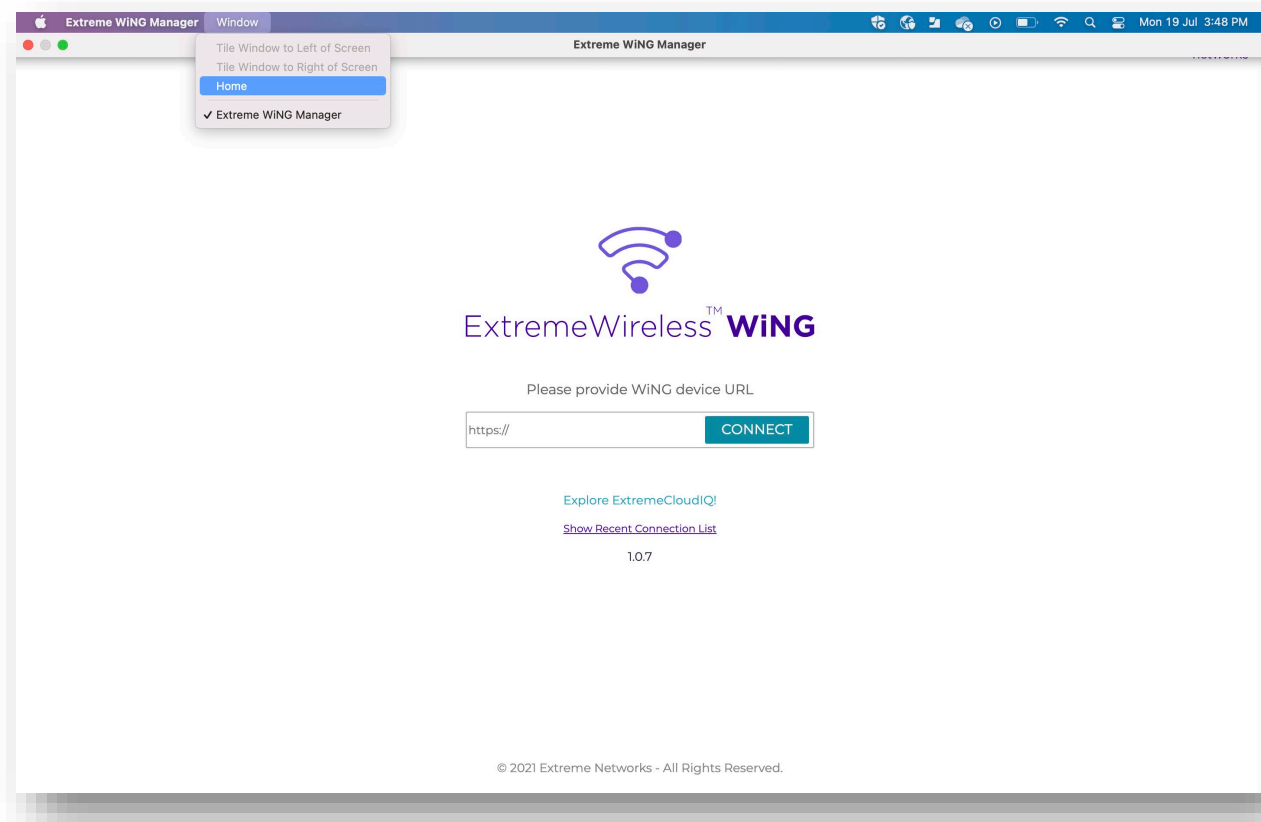 Extreme WiNG Manager Window Mon 19 Jul 3:48 PM
Extreme WiNG Manager
Tile Window to Left of Screen
Tile Window to Right of Screen
Home
✓ Extreme WiNG Manager
ExtremeWireless™ WiNG
Please provide WiNG device URL
https:// CONNECT
Explore ExtremeCloudIQ!
Show Recent Connection List
1.0.7
© 2021 Extreme Networks - All Rights Reserved.